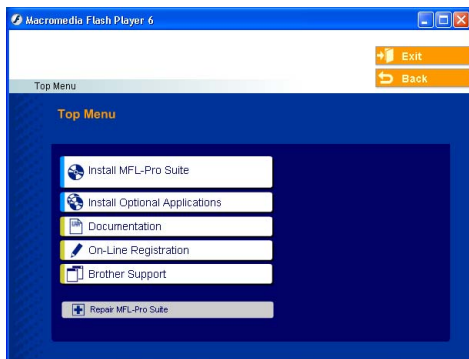 Macromedia Flash Player 6
Exit
Back
Top Menu
Top Menu
Install MFL-Pro Suite
Install Optional Applications
Documentation
On-Line Registration
Brother Support
Repair MFL-Pro Suite